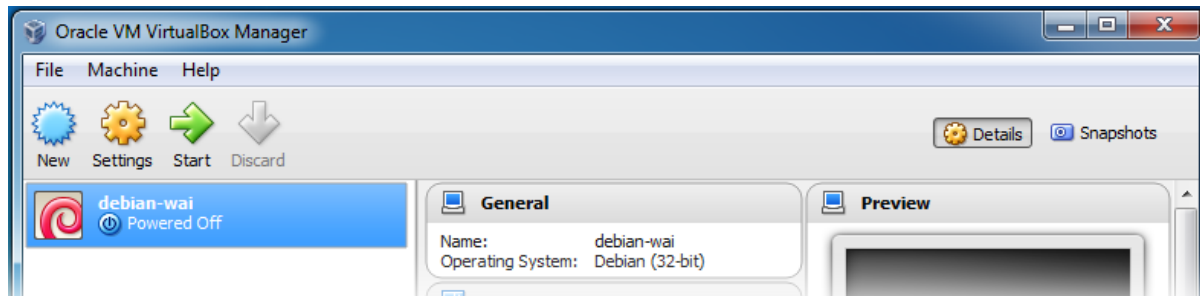 Oracle VM VirtualBox Manager
File Machine Help
New Settings Start Discard
Details Snapshots
debian-wai
Powered Off
General
Name: debian-wai
Operating System: Debian (32-bit)
Preview